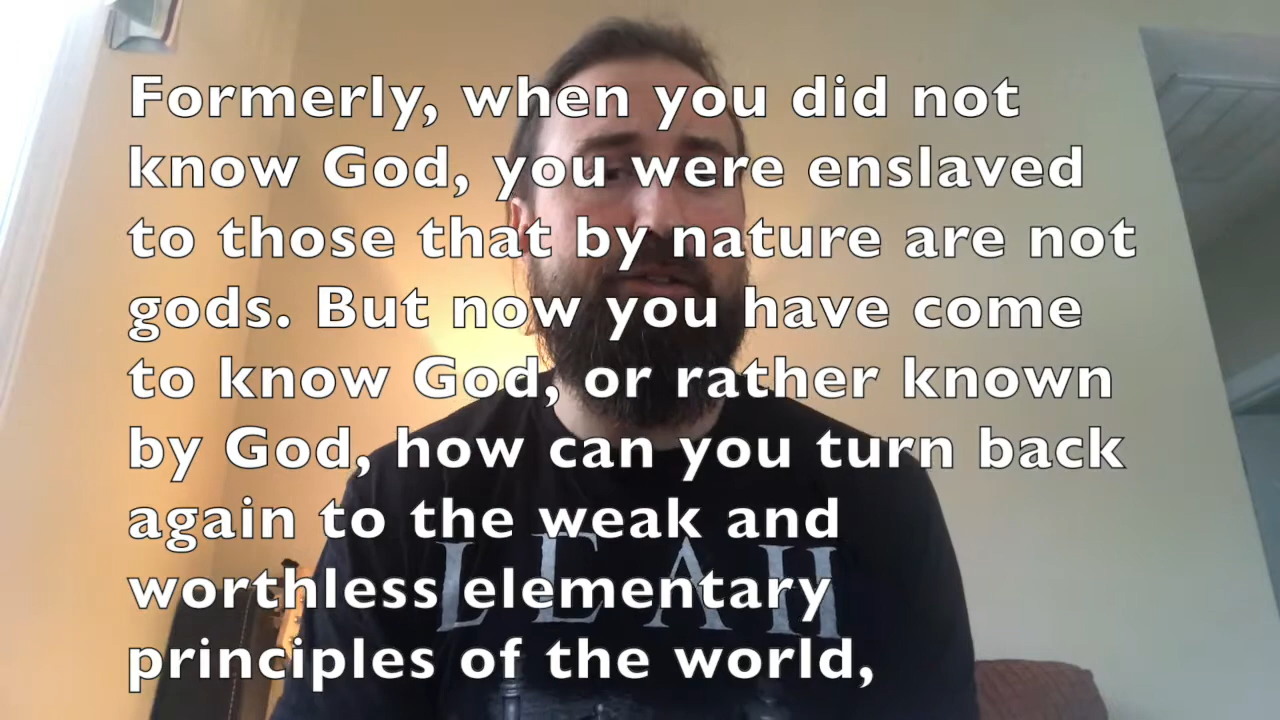 Formerly, when you did not
know God, you were enslaved
to those that by nature are not
gods. But now you have come
to know God, or rather known
by God, how can you turn back
again to the weak and
worthless elementary
principles of the world,
LEAH